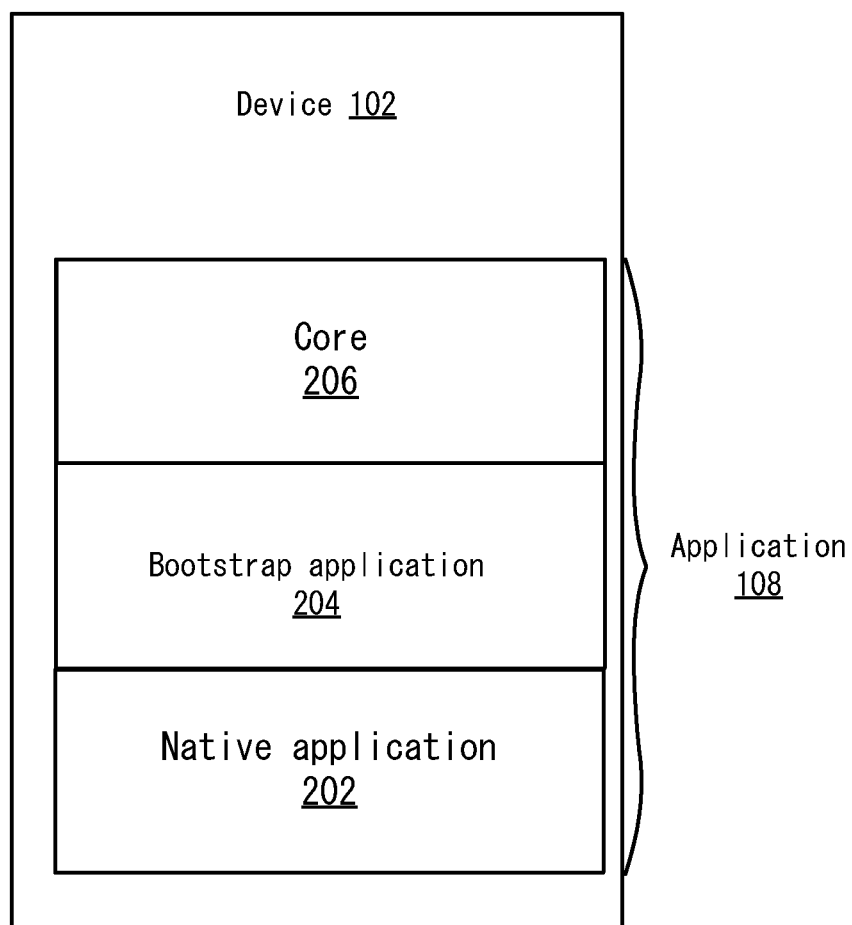 Device 102
Core
206
Bootstrap application
204
Application
108
Native application
202